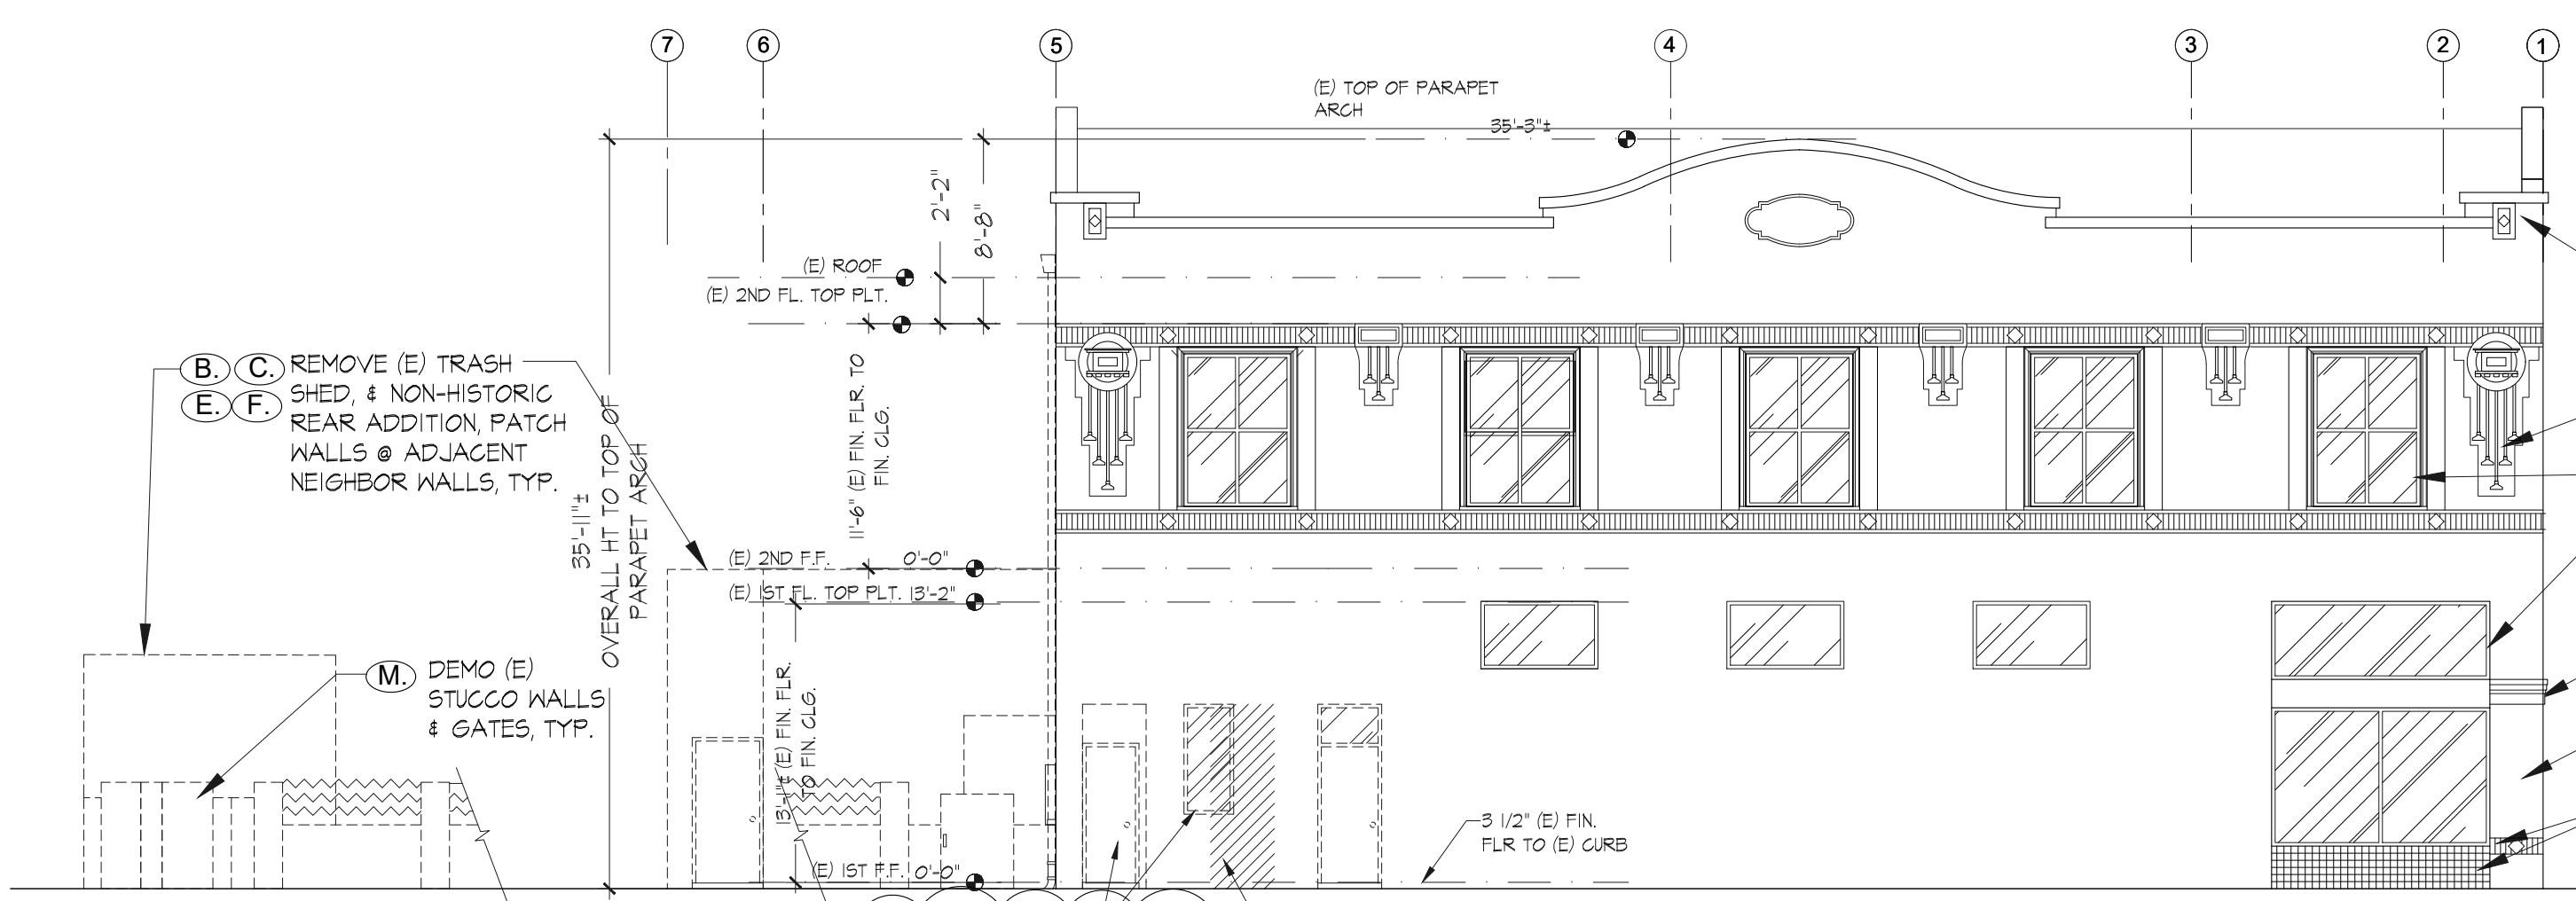 7
6
5
4
3
2
1
(E) TOP OF PARAPET
ARCH
35'-3"±
2'-2"
8'-8"
(E) ROOF
(E) 2ND FL. TOP PLT.
B. C.
E. F.
REMOVE (E) TRASH
SHED, & NON-HISTORIC
REAR ADDITION, PATCH
WALLS @ ADJACENT
NEIGHBOR WALLS, TYP.
35'-11"±
OVERALL HT TO TOP OF
PARAPET ARCH
11'-6" (E) FIN. FLR. TO
FIN. CLG.
(E) 2ND F.F. 0'-0"
(E) 1ST FL. TOP PLT. 13'-2"
M.
DEMO (E)
STUCCO WALLS
& GATES, TYP.
13'-11"± (E) FIN. FLR.
TO FIN. CLG.
3 1/2" (E) FIN.
FLR TO (E) CURB
(E) 1ST F.F. 0'-0"